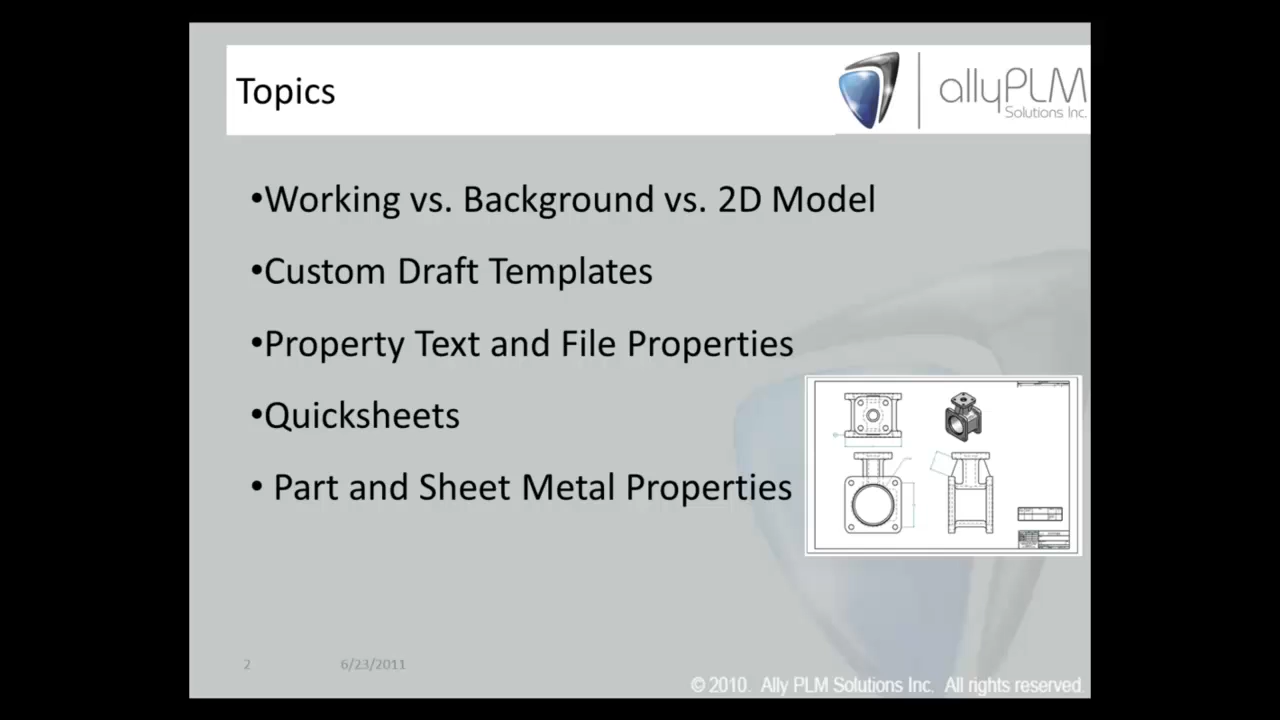 Topics
allyPLM
Solutions Inc.
•Working vs. Background vs. 2D Model
•Custom Draft Templates
•Property Text and File Properties
•Quicksheets
• Part and Sheet Metal Properties
2 6/23/2011
© 2010. Ally PLM Solutions Inc. All rights reserved.